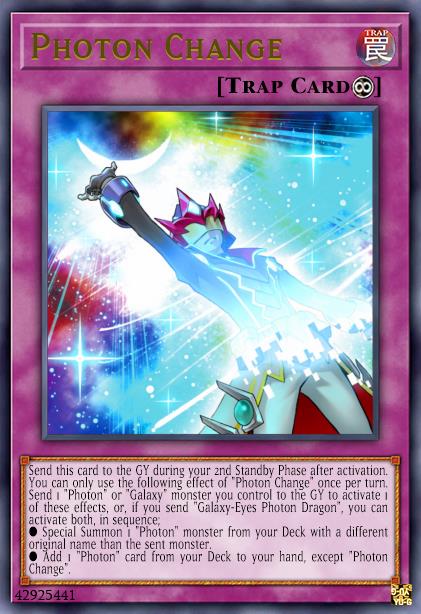 Photon Change
TRAP
罠
[Trap Card]
Send this card to the GY during your 2nd Standby Phase after activation.
You can only use the following effect of "Photon Change" once per turn.
Send 1 "Photon" or "Galaxy" monster you control to the GY to activate 1
of these effects, or, if you send "Galaxy-Eyes Photon Dragon", you can
activate both, in sequence;
● Special Summon 1 "Photon" monster from your Deck with a different
original name than the sent monster.
● Add 1 "Photon" card from your Deck to your hand, except "Photon
Change".
42925441